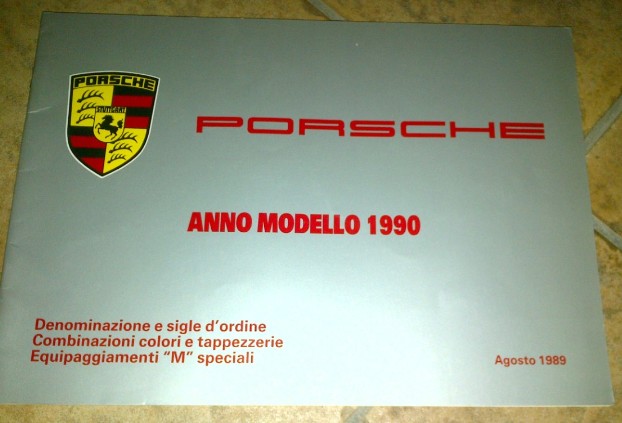 PORSCHE
STUTTGART
PORSCHE
ANNO MODELLO 1990
Denominazione e sigle d'ordine
Combinazioni colori e tappezzerie
Equipaggiamenti "M" speciali
Agosto 1989